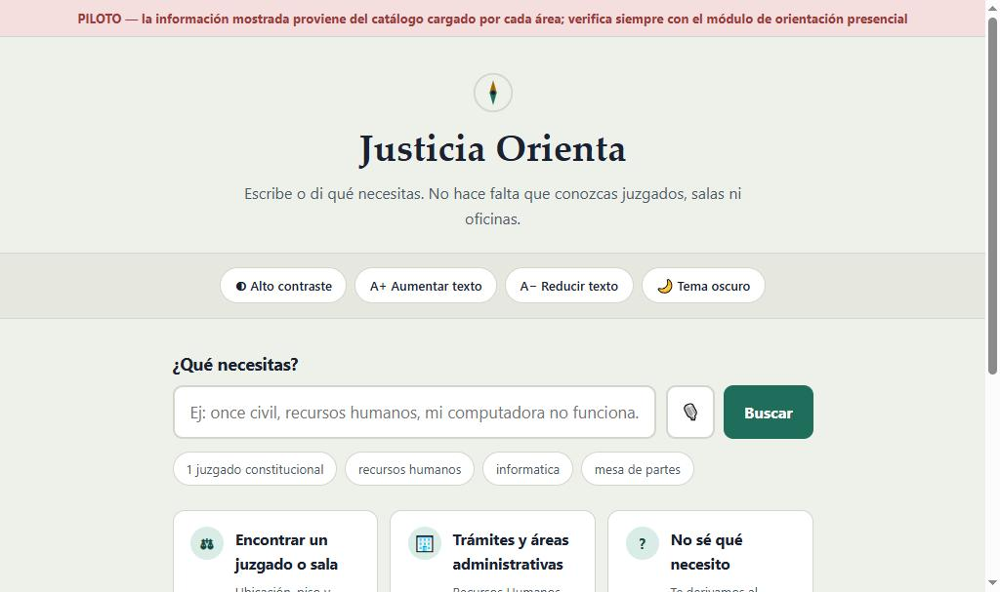 PILOTO — la información mostrada proviene del catálogo cargado por cada área; verifica siempre con el módulo de orientación presencial
Justicia Orienta
Escribe o di qué necesitas. No hace falta que conozcas juzgados, salas ni
oficinas.
Alto contraste
A+ Aumentar texto
A− Reducir texto
Tema oscuro
¿Qué necesitas?
Ej: once civil, recursos humanos, mi computadora no funciona.
Buscar
1 juzgado constitucional
recursos humanos
informatica
mesa de partes
Encontrar un
juzgado o sala
Ubicación, piso y
Trámites y áreas
administrativas
Recursos Humanos,
?
No sé qué
necesito
Te derivamos al